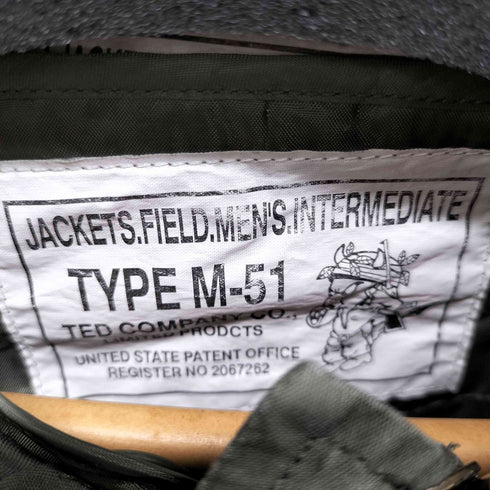 JACKETS.FIELD.MEN'S.INTERMEDIATE
TYPE M-51
TED COMPANY CO.,
LIMITED PRODCTS
UNITED STATE PATENT OFFICE
REGISTER NO 2067262